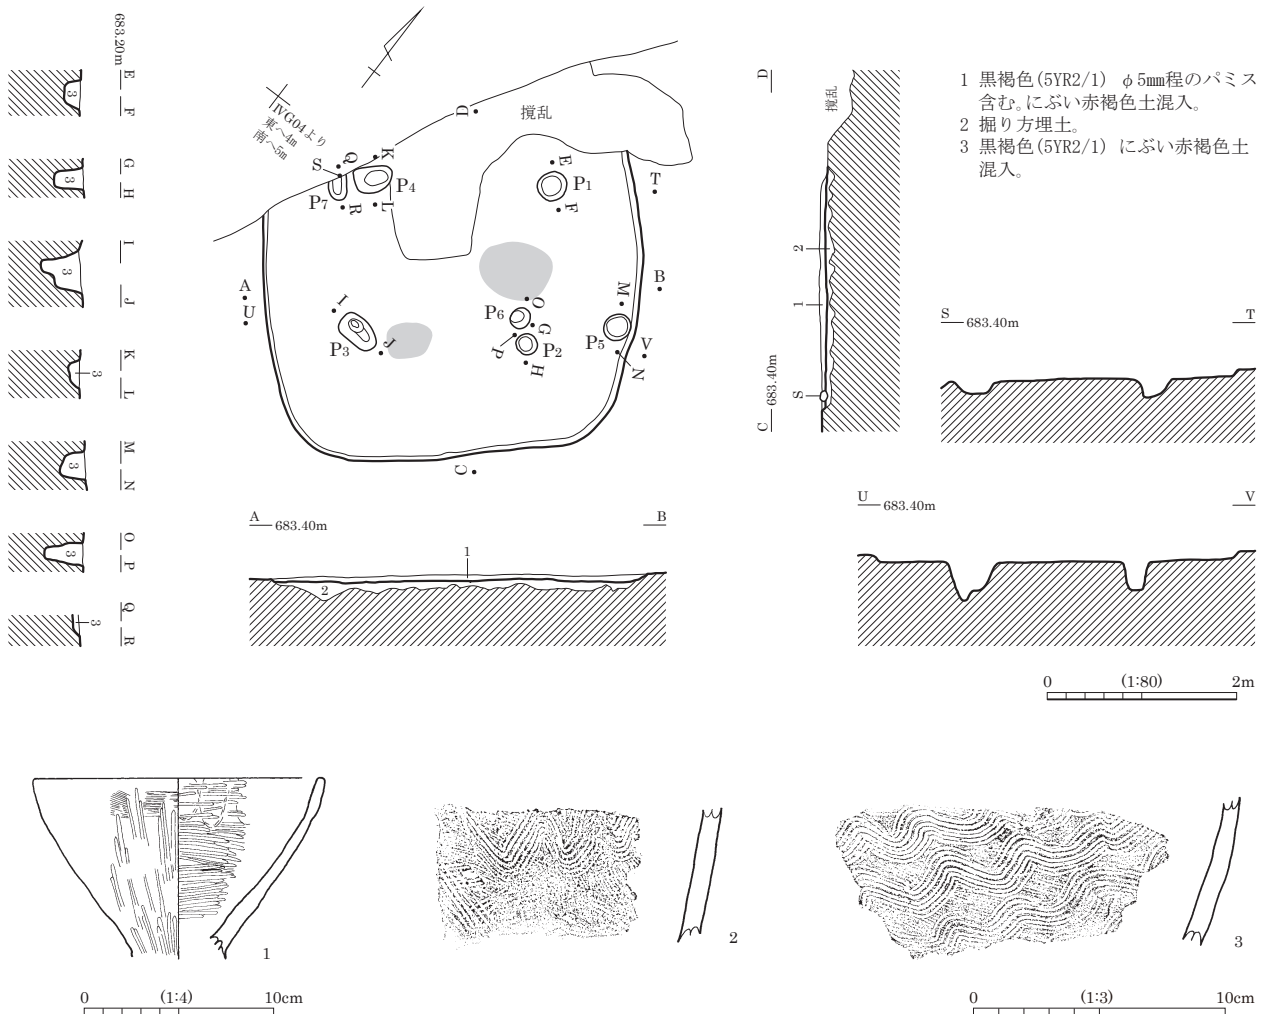 683.20m
E
F
G
H
I
J
K
L
M
N
O
P
Q
R
3
3
3
3
3
3
3
ⅣG04より
東へ4m
南へ5m
撹乱
D
S
Q
K
P7
R
P4
L
E
P1
F
T
A
U
I
P3
J
O
P6
G
P
P2
H
M
P5
V
N
B
C
D
撹乱
2
1
S
C
683.40m
1 黒褐色(5YR2/1) φ5mm程のパミス
含む。にぶい赤褐色土混入。
2 掘り方埋土。
3 黒褐色(5YR2/1) にぶい赤褐色土
混入。
S 683.40m T
A 683.40m B
1
2
U 683.40m V
0 (1:80) 2m
1
2
3
0 (1:4) 10cm
0 (1:3) 10cm